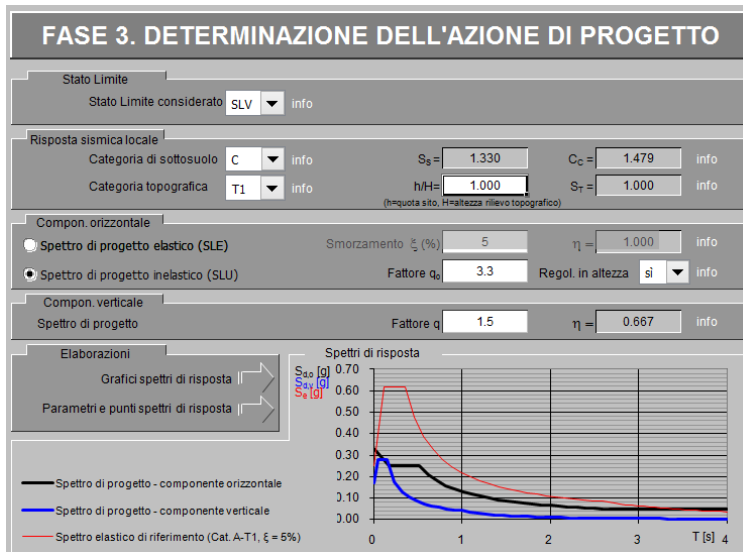 FASE 3. DETERMINAZIONE DELL'AZIONE DI PROGETTO
Stato Limite
Stato Limite considerato SLV info
Risposta sismica locale
Categoria di sottosuolo C info SS = 1.330 CC = 1.479 info
Categoria topografica T1 info h/H= 1.000 ST = 1.000 info
(h=quota sito, H=altezza rilievo topografico)
Compon. orizzontale
Spettro di progetto elastico (SLE) Smorzamento ξ (%) 5 η = 1.000 info
Spettro di progetto inelastico (SLU) Fattore qo 3.3 Regol. in altezza sì info
Compon. verticale
Spettro di progetto Fattore q 1.5 η = 0.667 info
Elaborazioni
Grafici spettri di risposta
Parametri e punti spettri di risposta
Spettri di risposta
Sd,o [g]
Sd,v [g]
Se [g]
0.70
0.60
0.50
0.40
0.30
0.20
0.10
0.00
0 1 2 3 T [s] 4
Spettro di progetto - componente orizzontale
Spettro di progetto - componente verticale
Spettro elastico di riferimento (Cat. A-T1, ξ = 5%)